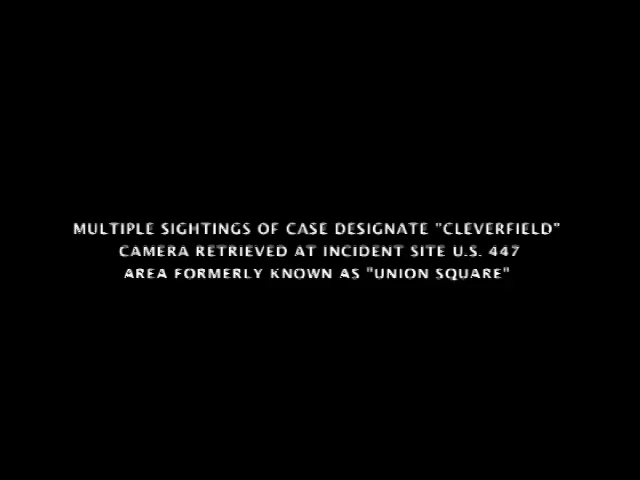 MULTIPLE SIGHTINGS OF CASE DESIGNATE "CLEVERFIELD"
CAMERA RETRIEVED AT INCIDENT SITE U.S. 447
AREA FORMERLY KNOWN AS "UNION SQUARE"